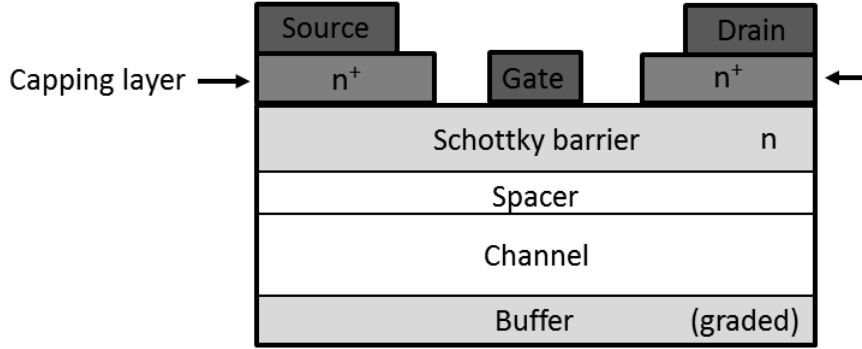 Source
Drain
Capping layer
n+
Gate
n+
Schottky barrier n
Spacer
Channel
Buffer (graded)